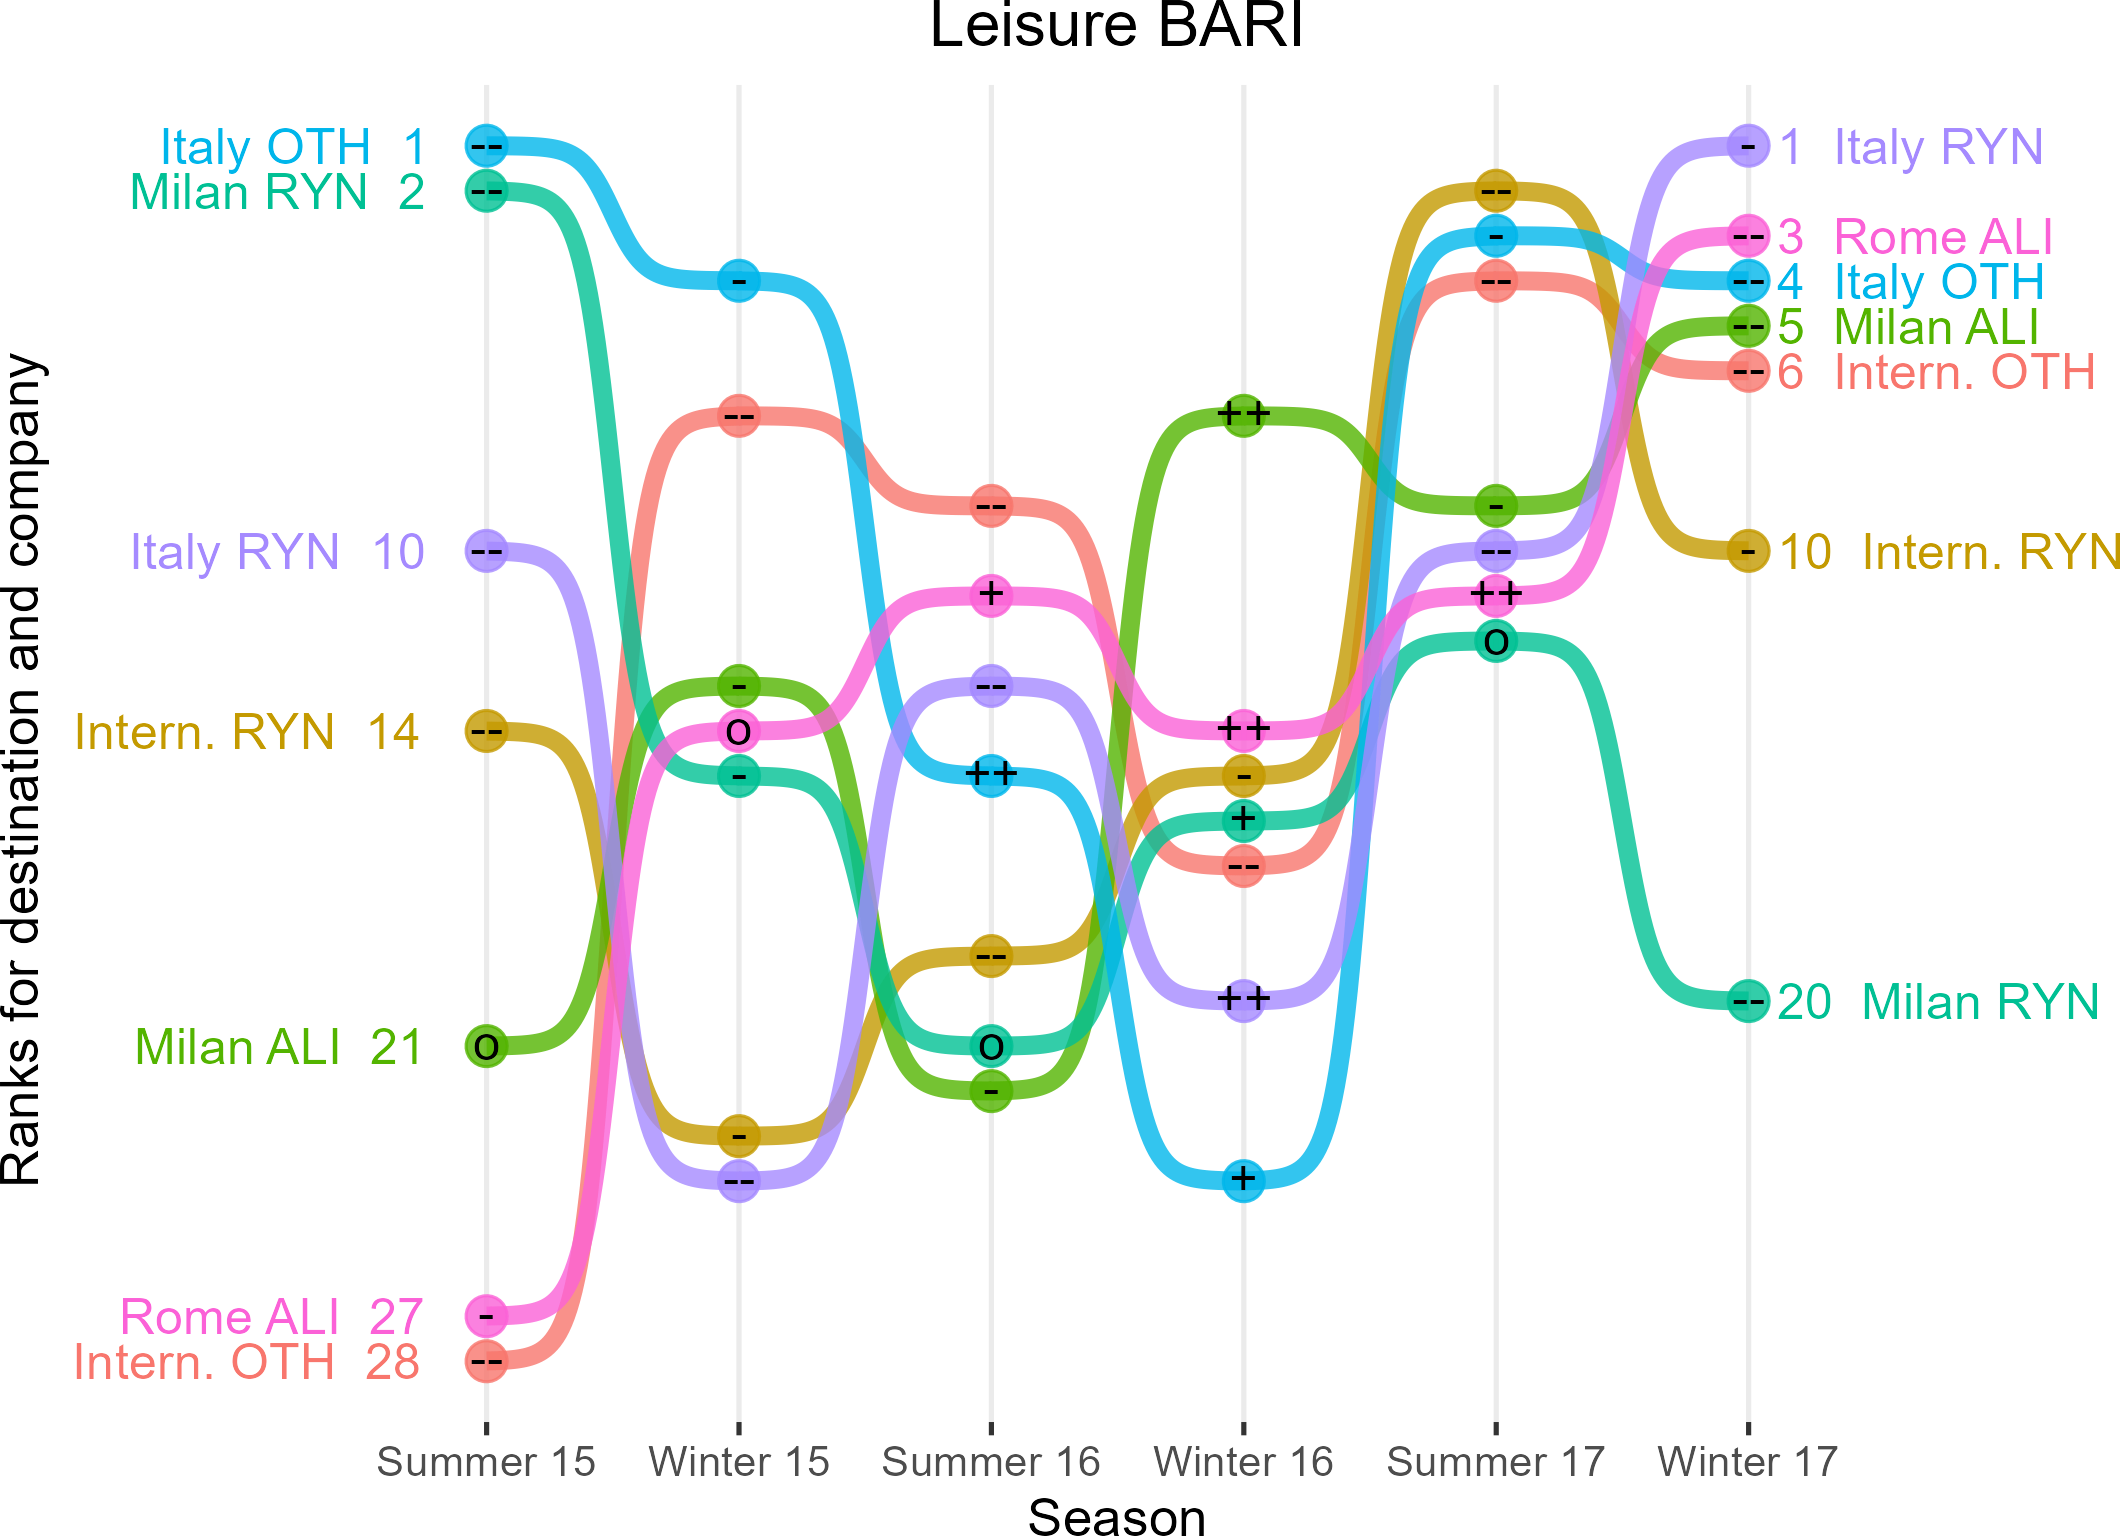 Leisure BARI
Ranks for destination and company
Italy OTH 1
Milan RYN 2
Italy RYN 10
Intern. RYN 14
Milan ALI 21
Rome ALI 27
Intern. OTH 28
-- -- -- -- o - --
- -- - o - - --
-- + -- ++ -- o -
++ ++ - + -- ++ +
-- - -- - -- ++ o
- -- -- -- -- - --
1 Italy RYN
3 Rome ALI
4 Italy OTH
5 Milan ALI
6 Intern. OTH
10 Intern. RYN
20 Milan RYN
Summer 15 Winter 15 Summer 16 Winter 16 Summer 17 Winter 17
Season